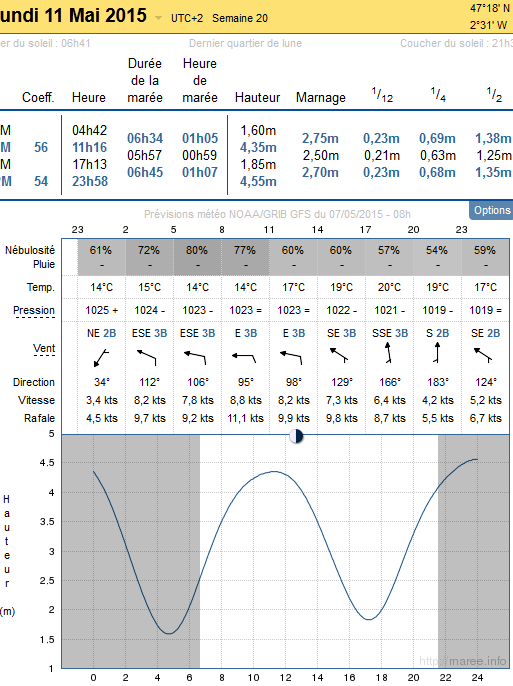 undi 11 Mai 2015 UTC+2 Semaine 20
47°18' N
2°31' W
er du soleil : 06h41 Dernier quartier de lune Coucher du soleil : 21h3
Durée de la marée Heure de marée
Coeff. Heure Hauteur Marnage 1/12 1/4 1/2
M 04h42 1,60m
M 56 11h16 06h34 01h05 4,35m 2,75m 0,23m 0,69m 1,38m
M 17h13 05h57 00h59 1,85m 2,50m 0,21m 0,63m 1,25m
PM 54 23h58 06h45 01h07 4,55m 2,70m 0,23m 0,68m 1,35m
Prévisions météo NOAA/GRIB GFS du 07/05/2015 - 08h
Options
23 2 5 8 11 14 17 20 23
Nébulosité 61% 72% 80% 77% 60% 60% 57% 54% 59%
Pluie - - - - - - - - -
Temp. 14°C 15°C 14°C 14°C 17°C 19°C 20°C 19°C 17°C
Pression 1025 + 1024 - 1023 - 1023 = 1023 = 1022 - 1021 - 1019 - 1019 =
Vent NE 2B ESE 3B ESE 3B E 3B E 3B SE 3B SSE 3B S 2B SE 2B
Direction 34° 112° 106° 95° 98° 129° 166° 183° 124°
Vitesse 3,4 kts 8,2 kts 7,8 kts 8,8 kts 8,2 kts 7,3 kts 6,4 kts 4,2 kts 5,2 kts
Rafale 4,5 kts 9,7 kts 9,2 kts 11,1 kts 9,9 kts 9,8 kts 8,7 kts 5,5 kts 6,7 kts
5
4.5
4
3.5
3
2.5
2
1.5
1
Hauteur
(m)
http://maree.info
0 2 4 6 8 10 12 14 16 18 20 22 24